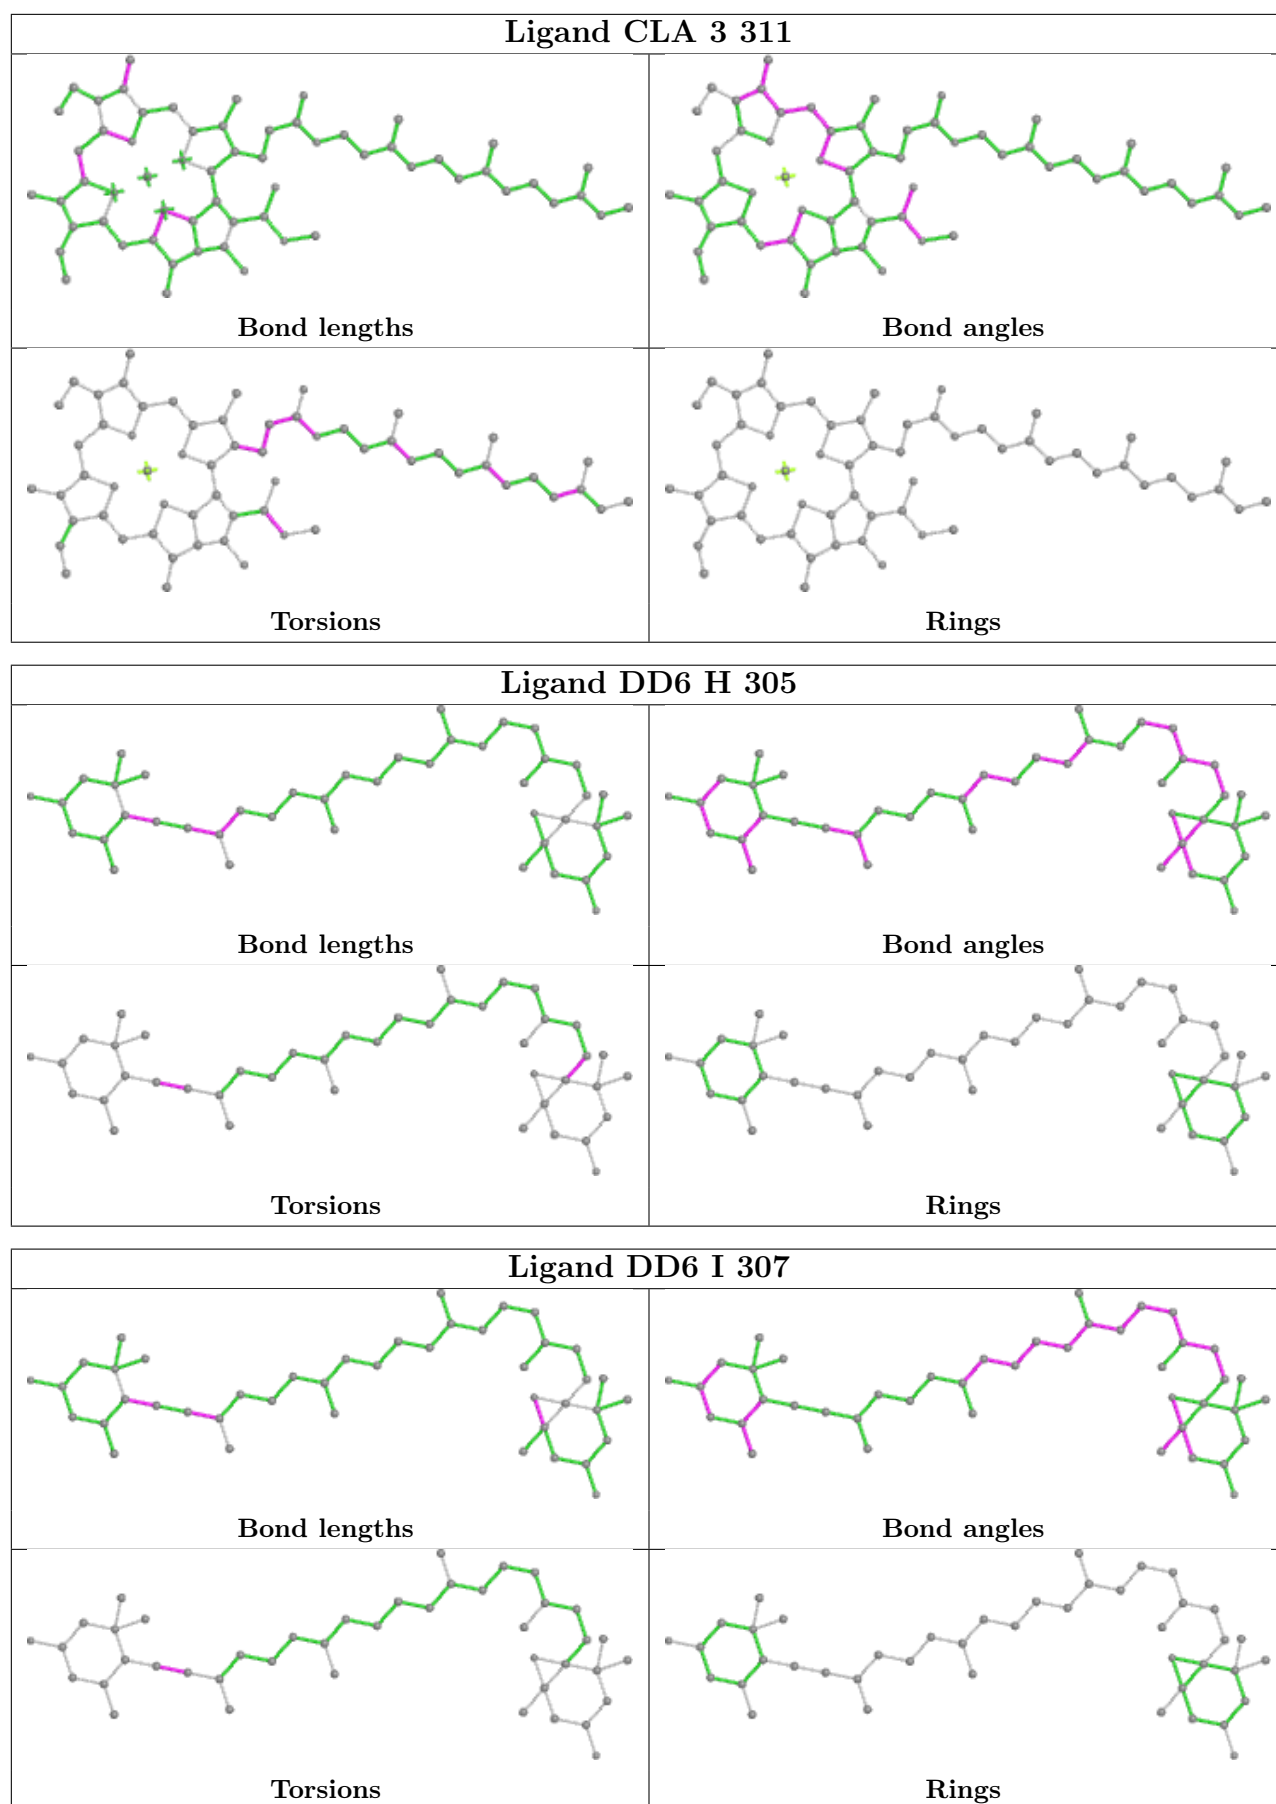 Ligand CLA 3 311
Bond lengths
Bond angles
Torsions
Rings
Ligand DD6 H 305
Bond lengths
Bond angles
Torsions
Rings
Ligand DD6 I 307
Bond lengths
Bond angles
Torsions
Rings